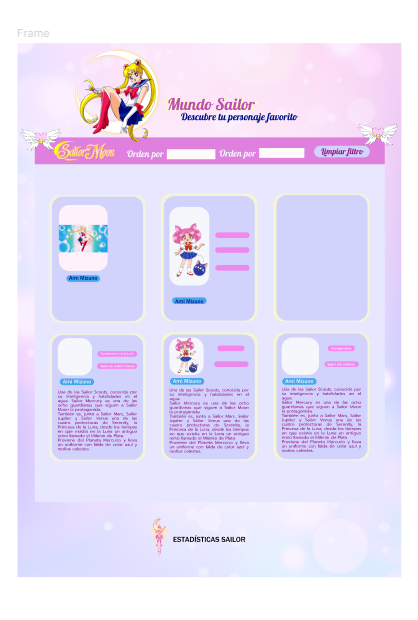 Frame
Mundo Sailor
Descubre tu personaje favorito
Sailor Moon
Orden por
Orden por
Limpiar filtro
Ami Mizuno
Ami Mizuno
Ami Mizuno
Una de las Sailor Scouts, conocida por
su inteligencia y habilidades en el
agua. Sailor Mercury es una de las
ocho guardianas que siguen a Sailor
Moon la protagonista.
También es, junto a Sailor Mars, Sailor
Jupiter y Sailor Venus una de las
cuatro protectoras de Serenity, la
Princesa de la Luna, desde los tiempos
en que existía en la Luna un antiguo
reino llamado el Milenio de Plata.
Proviene del Planeta Mercurio y lleva
un uniforme con falda de color azul y
moños celestes.
Ami Mizuno
Una de las Sailor Scouts, conocida por
su inteligencia y habilidades en el
agua.
Sailor Mercury es una de las ocho
guardianas que siguen a Sailor Moon
la protagonista.
También es, junto a Sailor Mars, Sailor
Jupiter y Sailor Venus una de las
cuatro protectoras de Serenity, la
Princesa de la Luna, desde los tiempos
en que existía en la Luna un antiguo
reino llamado el Milenio de Plata.
Proviene del Planeta Mercurio y lleva
un uniforme con falda de color azul y
moños celestes.
Ami Mizuno
Una de las Sailor Scouts, conocida por
su inteligencia y habilidades en el
agua.
Sailor Mercury es una de las ocho
guardianas que siguen a Sailor Moon
la protagonista.
También es, junto a Sailor Mars, Sailor
Jupiter y Sailor Venus una de las
cuatro protectoras de Serenity, la
Princesa de la Luna, desde los tiempos
en que existía en la Luna un antiguo
reino llamado el Milenio de Plata.
Proviene del Planeta Mercurio y lleva
un uniforme con falda de color azul y
moños celestes.
ESTADÍSTICAS SAILOR